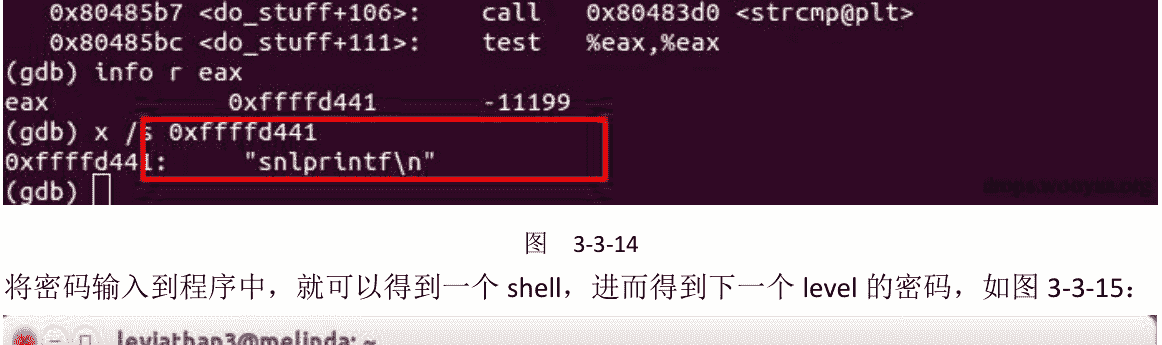 0x80485b7 <do_stuff+106>: call 0x80483d0 <strcmp@plt>
0x80485bc <do_stuff+111>: test %eax,%eax
(gdb) info r eax
eax 0xffffd441 -11199
(gdb) x /s 0xffffd441
0xffffd441: "snlprintf\n"
(gdb)
图 3-3-14
将密码输入到程序中，就可以得到一个 shell，进而得到下一个 level 的密码，如图 3-3-15：
leviathan3@melinda: ~